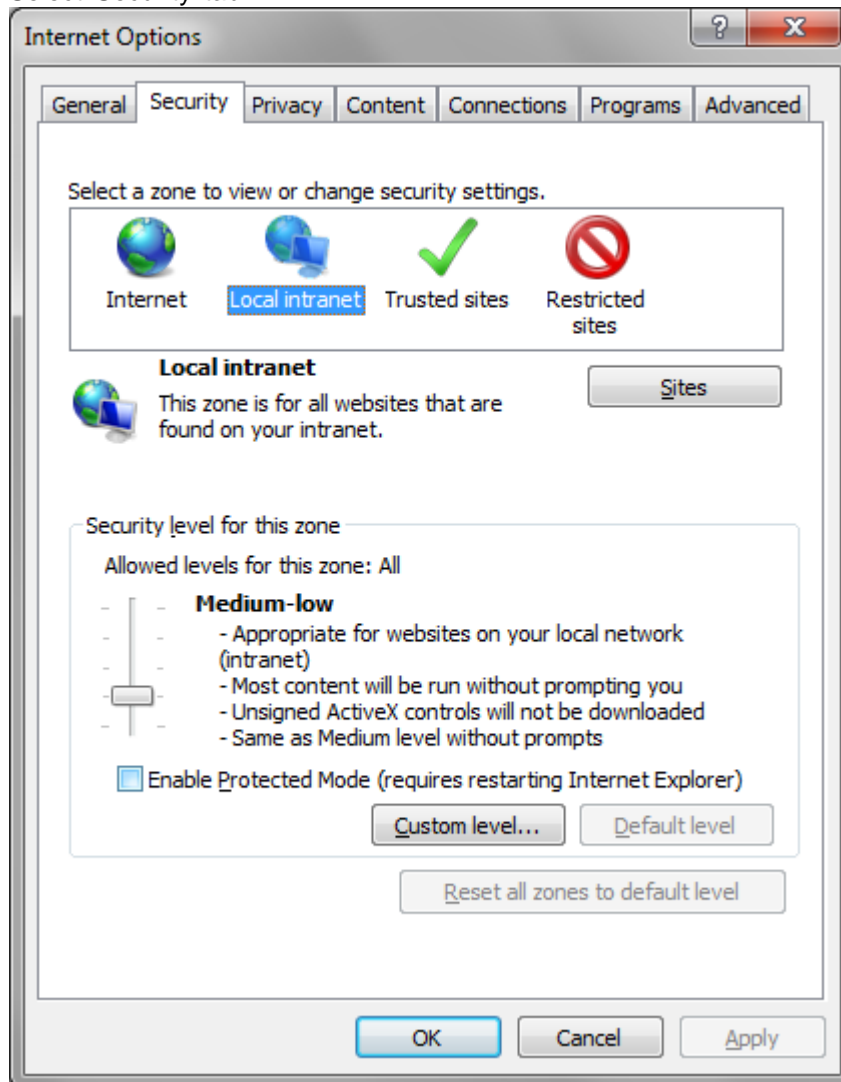 Internet Options
General Security Privacy Content Connections Programs Advanced
Select a zone to view or change security settings.
Internet Local intranet Trusted sites Restricted
sites
Local intranet
Sites
This zone is for all websites that are
found on your intranet.
Security level for this zone
Allowed levels for this zone: All
Medium-low
- Appropriate for websites on your local network
(intranet)
- Most content will be run without prompting you
- Unsigned ActiveX controls will not be downloaded
- Same as Medium level without prompts
Enable Protected Mode (requires restarting Internet Explorer)
Custom level... Default level
Reset all zones to default level
OK Cancel Apply